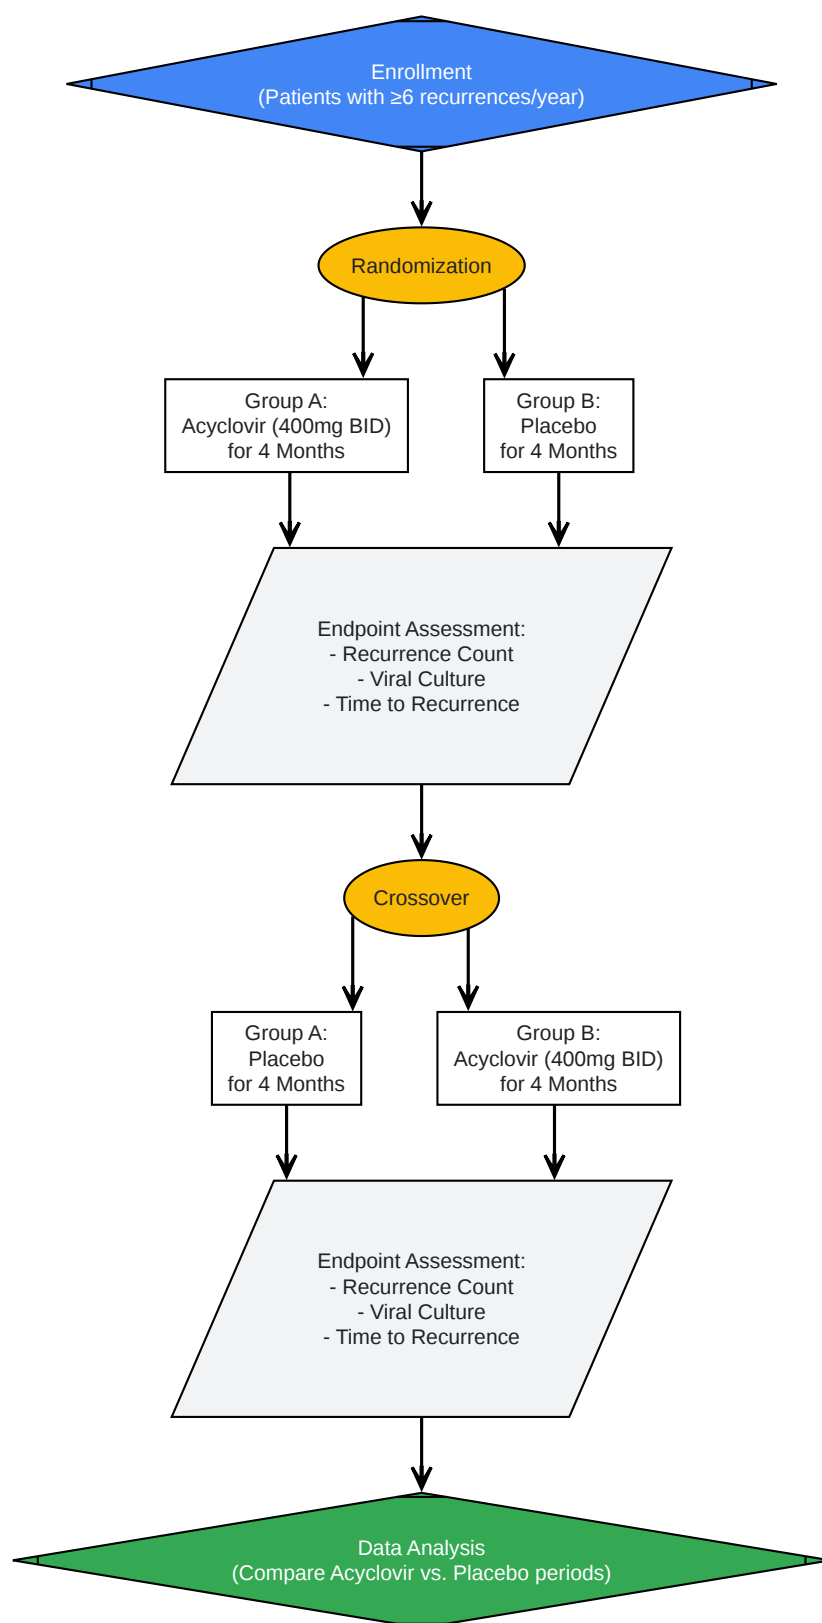 Enrollment
(Patients with ≥6 recurrences/year)
Randomization
Group A:
Acyclovir (400mg BID)
for 4 Months
Group B:
Placebo
for 4 Months
Endpoint Assessment:
- Recurrence Count
- Viral Culture
- Time to Recurrence
Crossover
Group A:
Placebo
for 4 Months
Group B:
Acyclovir (400mg BID)
for 4 Months
Endpoint Assessment:
- Recurrence Count
- Viral Culture
- Time to Recurrence
Data Analysis
(Compare Acyclovir vs. Placebo periods)